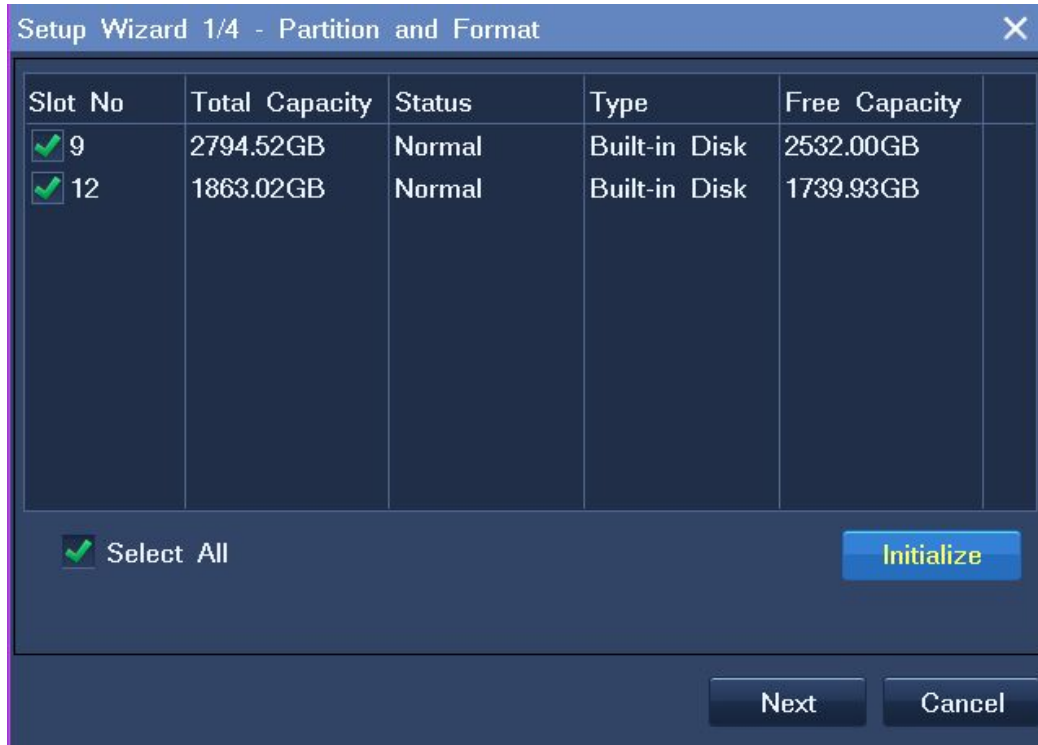 Setup Wizard 1/4 - Partition and Format
Slot No Total Capacity Status Type Free Capacity
9 2794.52GB Normal Built-in Disk 2532.00GB
12 1863.02GB Normal Built-in Disk 1739.93GB
Select All Initialize
Next Cancel